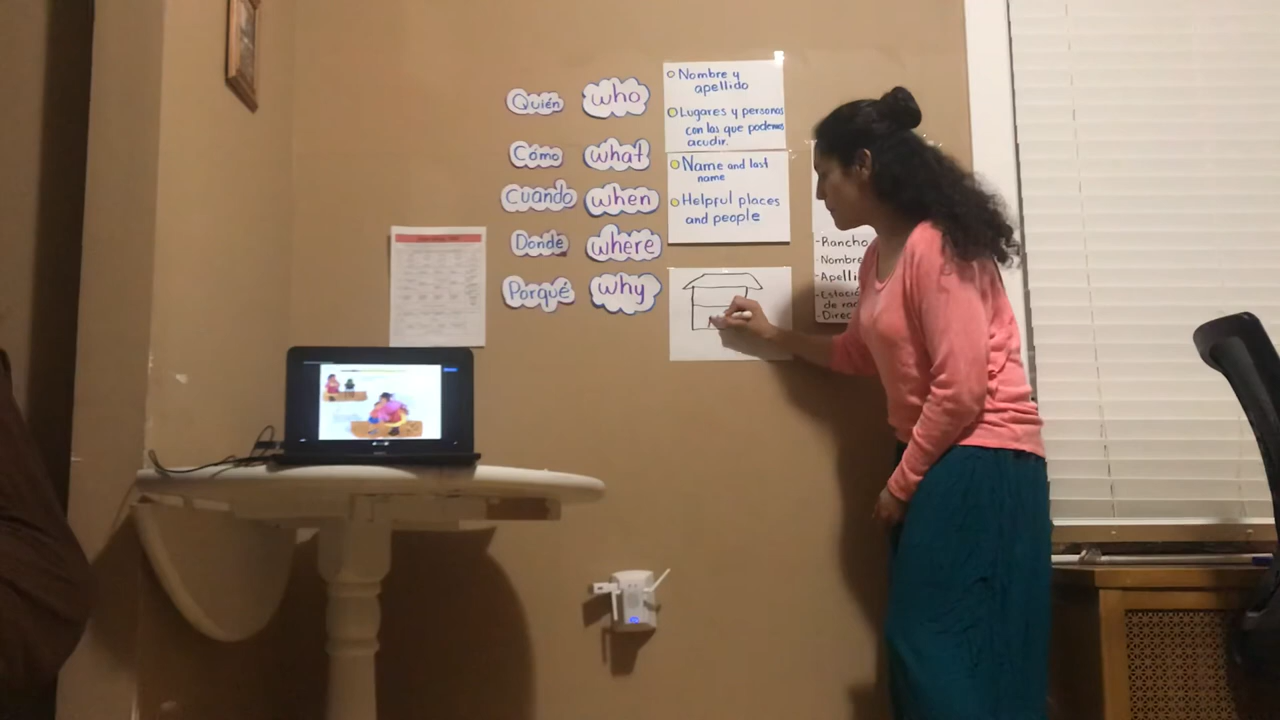 Quién
who
Cómo
what
Cuando
when
Donde
where
Porqué
why
Nombre y
apellido
Lugares y personas
con las que podemos
acudir.
Name and last
name
Helpful places
and people
-Rancho
Nombre
-Apelli
-Estació
de ra
-Direc